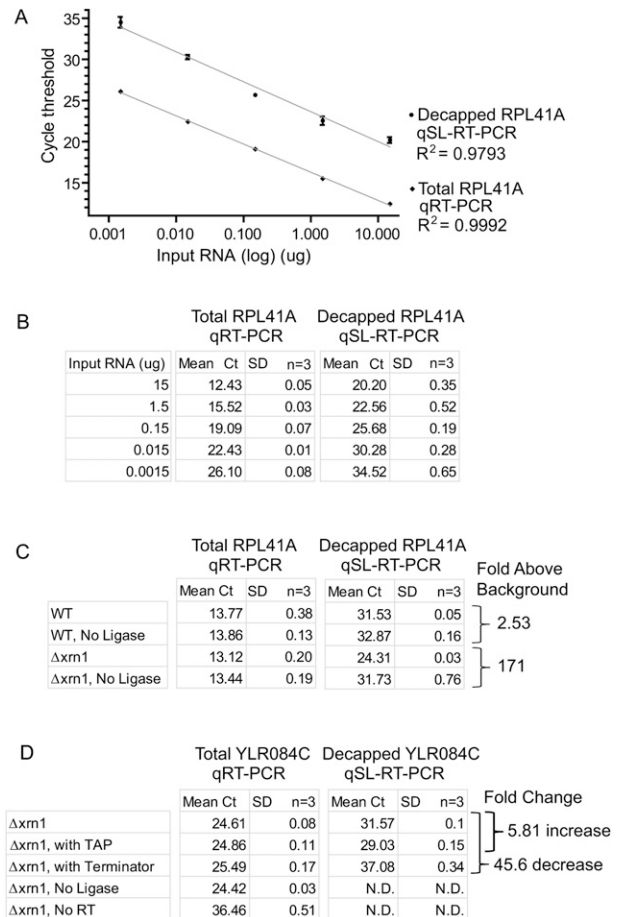 A
Cycle threshold
35
30
25
20
15
0.001 0.010 0.100 1.000 10.000
Input RNA (log) (ug)
Decapped RPL41A
qSL-RT-PCR
R2 = 0.9793
Total RPL41A
qRT-PCR
R2 = 0.9992
B
Total RPL41A Decapped RPL41A
qRT-PCR qSL-RT-PCR
Input RNA (ug) Mean Ct SD n=3 Mean Ct SD n=3
15 12.43 0.05 20.20 0.35
1.5 15.52 0.03 22.56 0.52
0.15 19.09 0.07 25.68 0.19
0.015 22.43 0.01 30.28 0.28
0.0015 26.10 0.08 34.52 0.65
C
Total RPL41A Decapped RPL41A
qRT-PCR qSL-RT-PCR
Fold Above
Background
Mean Ct SD n=3 Mean Ct SD n=3
WT 13.77 0.38 31.53 0.05
WT, No Ligase 13.86 0.13 32.87 0.16
2.53
Δxrn1 13.12 0.20 24.31 0.03
Δxrn1, No Ligase 13.44 0.19 31.73 0.76
171
D
Total YLR084C Decapped YLR084C
qRT-PCR qSL-RT-PCR
Fold Change
Mean Ct SD n=3 Mean Ct SD n=3
Δxrn1 24.61 0.08 31.57 0.1
Δxrn1, with TAP 24.86 0.11 29.03 0.15
5.81 increase
Δxrn1, with Terminator 25.49 0.17 37.08 0.34
45.6 decrease
Δxrn1, No Ligase 24.42 0.03 N.D. N.D.
Δxrn1, No RT 36.46 0.51 N.D. N.D.